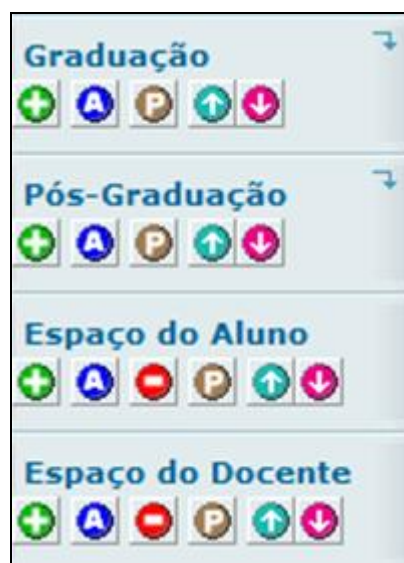 Graduação
A P
Pós-Graduação
A P
Espaço do Aluno
A P
Espaço do Docente
A P